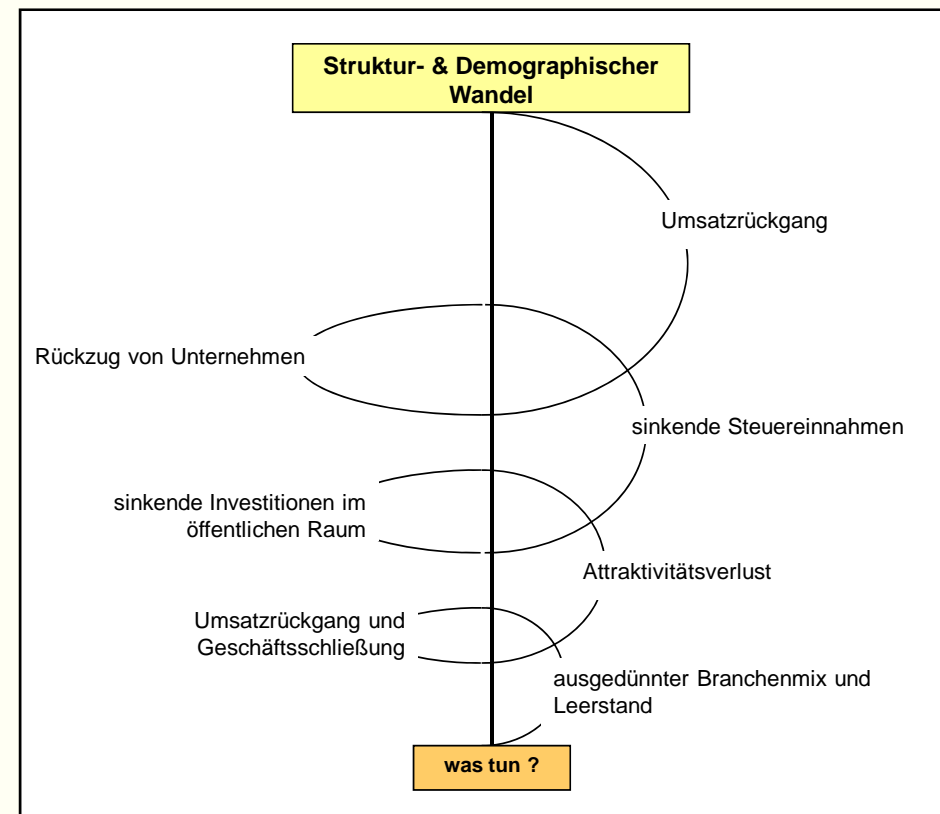 Struktur- & Demographischer
Wandel
Umsatzrückgang
Rückzug von Unternehmen
sinkende Steuereinnahmen
sinkende Investitionen im
öffentlichen Raum
Attraktivitätsverlust
Umsatzrückgang und
Geschäftsschließung
ausgedünnter Branchenmix und
Leerstand
was tun ?